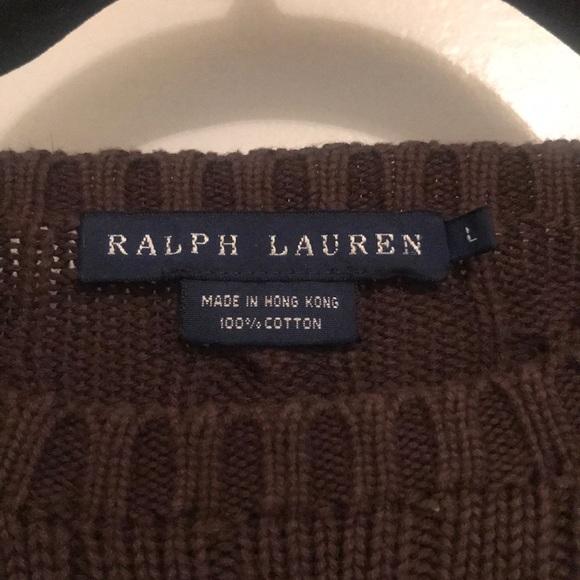 RALPH LAUREN
L
MADE IN HONG KONG
100% COTTON